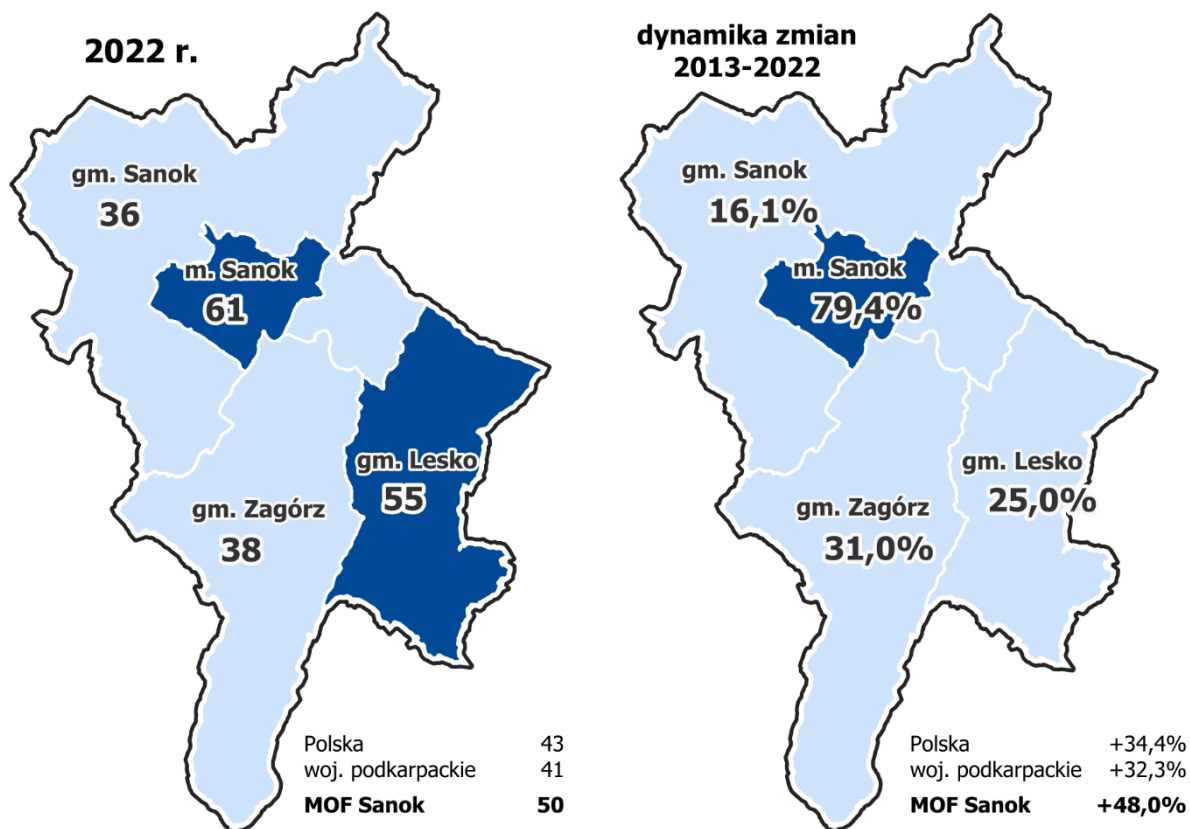 2022 r.
gm. Sanok
36
m. Sanok
61
gm. Lesko
55
gm. Zagórz
38
Polska 43
woj. podkarpackie 41
MOF Sanok 50
dynamika zmian
2013-2022
gm. Sanok
16,1%
m. Sanok
79,4%
gm. Lesko
25,0%
gm. Zagórz
31,0%
Polska +34,4%
woj. podkarpackie +32,3%
MOF Sanok +48,0%